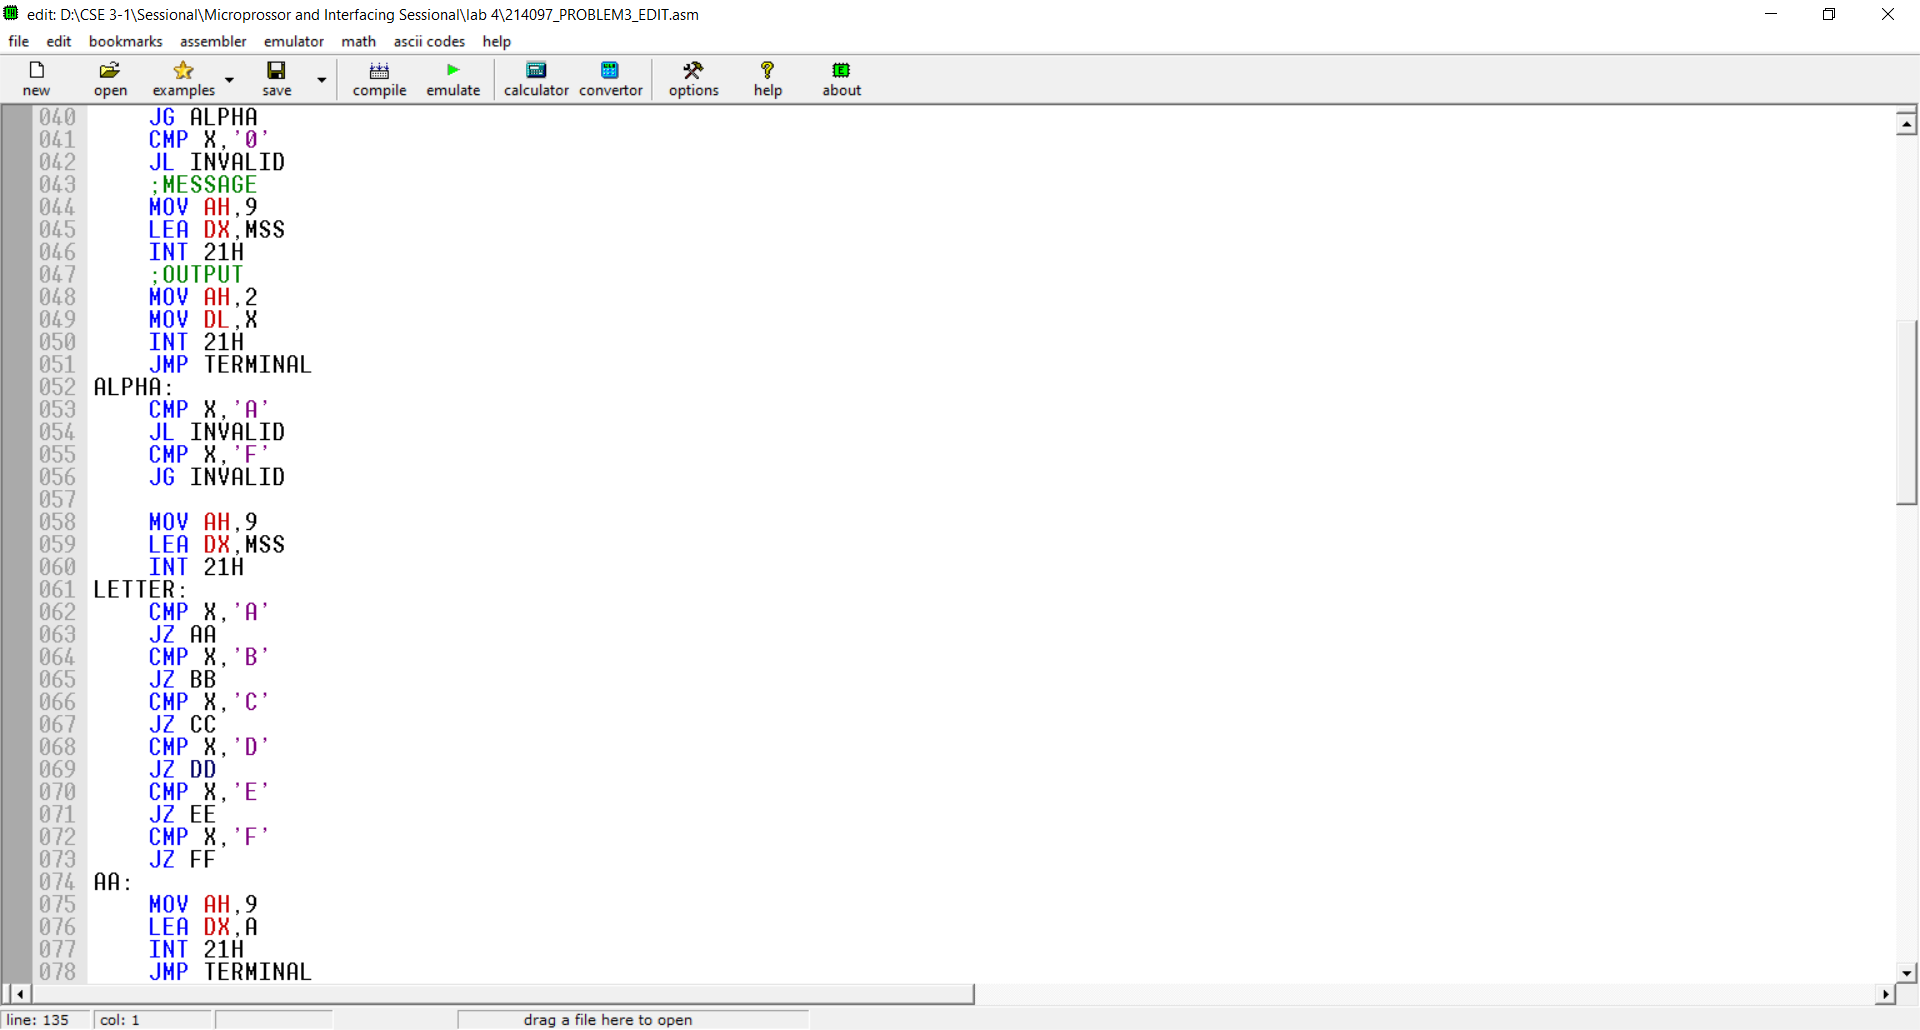 edit: D:\CSE 3-1\Sessional\Microprossor and Interfacing Sessional\lab 4\214097_PROBLEM3_EDIT.asm
file edit bookmarks assembler emulator math ascii codes help
new open examples save compile emulate calculator convertor options help about
040 JG ALPHA
041 CMP X,'0'
042 JL INVALID
043 ;MESSAGE
044 MOV AH,9
045 LEA DX,MSS
046 INT 21H
047 ;OUTPUT
048 MOV AH,2
049 MOV DL,X
050 INT 21H
051 JMP TERMINAL
052 ALPHA:
053 CMP X,'A'
054 JL INVALID
055 CMP X,'F'
056 JG INVALID
057
058 MOV AH,9
059 LEA DX,MSS
060 INT 21H
061 LETTER:
062 CMP X,'A'
063 JZ AA
064 CMP X,'B'
065 JZ BB
066 CMP X,'C'
067 JZ CC
068 CMP X,'D'
069 JZ DD
070 CMP X,'E'
071 JZ EE
072 CMP X,'F'
073 JZ FF
074 AA:
075 MOV AH,9
076 LEA DX,A
077 INT 21H
078 JMP TERMINAL
line: 135 col: 1 drag a file here to open